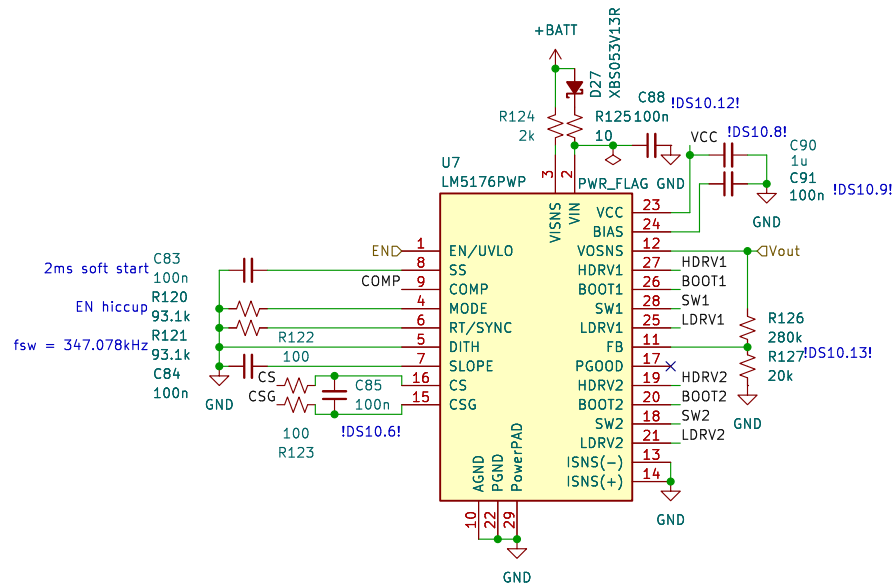 +BATT
D27
XBS053V13R
R124
2k
R125
10
C88
100n
!DS10.12!
VCC
!DS10.8!
C90
1u
C91
100n
!DS10.9!
GND
PWR_FLAG
GND
U7
LM5176PWP
3
2
VISNS
VIN
EN
1
EN/UVLO
2ms soft start
C83
100n
8
SS
COMP
9
COMP
EN hiccup
R120
93.1k
4
MODE
fsw = 347.078kHz
R121
93.1k
6
RT/SYNC
5
DITH
C84
100n
7
SLOPE
GND
R122
100
CS
16
CS
CSG
15
CSG
C85
100n
!DS10.6!
100
R123
VCC
23
BIAS
24
VOSNS
12
Vout
HDRV1
27
HDRV1
BOOT1
26
BOOT1
SW1
28
SW1
LDRV1
25
LDRV1
FB
11
R126
280k
R127
20k
!DS10.13!
GND
PGOOD
17
HDRV2
19
HDRV2
BOOT2
20
BOOT2
SW2
18
SW2
LDRV2
21
LDRV2
ISNS(-)
13
ISNS(+)
14
GND
AGND
PGND
PowerPAD
10
22
29
GND